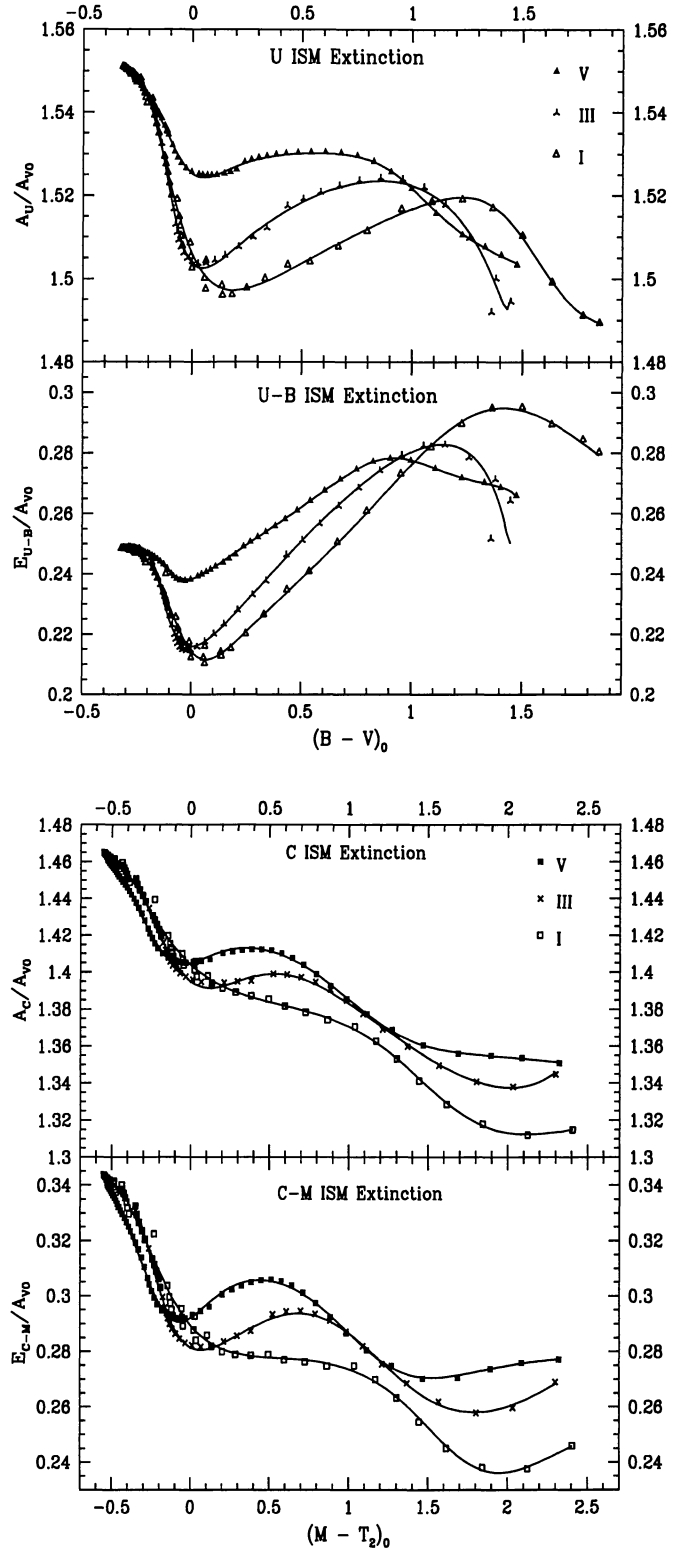 -0.5 0 0.5 1 1.5
U ISM Extinction
V
III
I
1.56 1.56
1.54 1.54
1.52 1.52
1.5 1.5
1.48 1.48
A_U/A_VO
U-B ISM Extinction
0.3 0.3
0.28 0.28
0.26 0.26
0.24 0.24
0.22 0.22
0.2 0.2
E_U-B/A_VO
-0.5 0 0.5 1 1.5
(B - V)_0
-0.5 0 0.5 1 1.5 2 2.5
C ISM Extinction
V
III
I
1.48 1.48
1.46 1.46
1.44 1.44
1.42 1.42
1.4 1.4
1.38 1.38
1.36 1.36
1.34 1.34
1.32 1.32
1.3 1.3
A_C/A_VO
C-M ISM Extinction
0.34 0.34
0.32 0.32
0.3 0.3
0.28 0.28
0.26 0.26
0.24 0.24
E_C-M/A_VO
-0.5 0 0.5 1 1.5 2 2.5
(M - T_2)_0